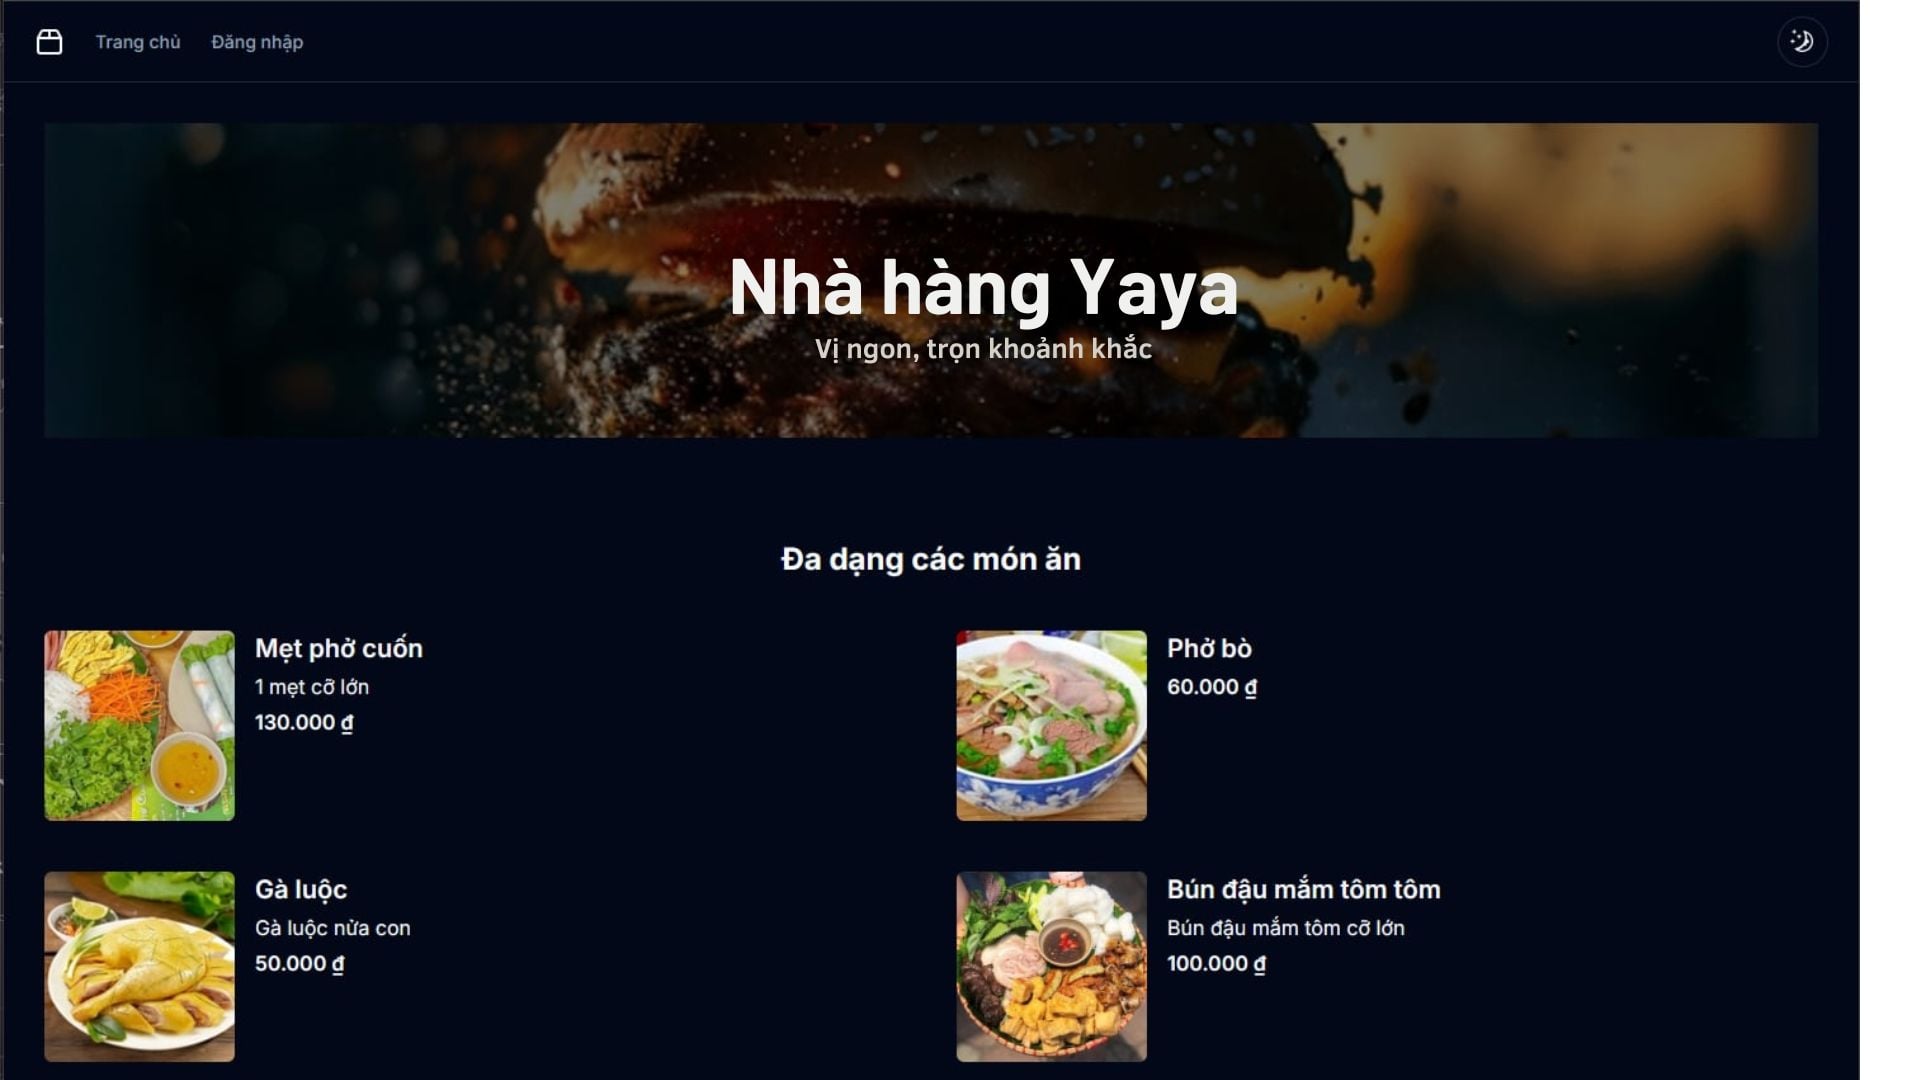 Trang chủ
Đăng nhập
Nhà hàng Yaya
Vị ngon, trọn khoảnh khắc
Đa dạng các món ăn
Mẹt phở cuốn
1 mẹt cỡ lớn
130.000 ₫
Phở bò
60.000 ₫
Gà luộc
Gà luộc nửa con
50.000 ₫
Bún đậu mắm tôm tôm
Bún đậu mắm tôm cỡ lớn
100.000 ₫